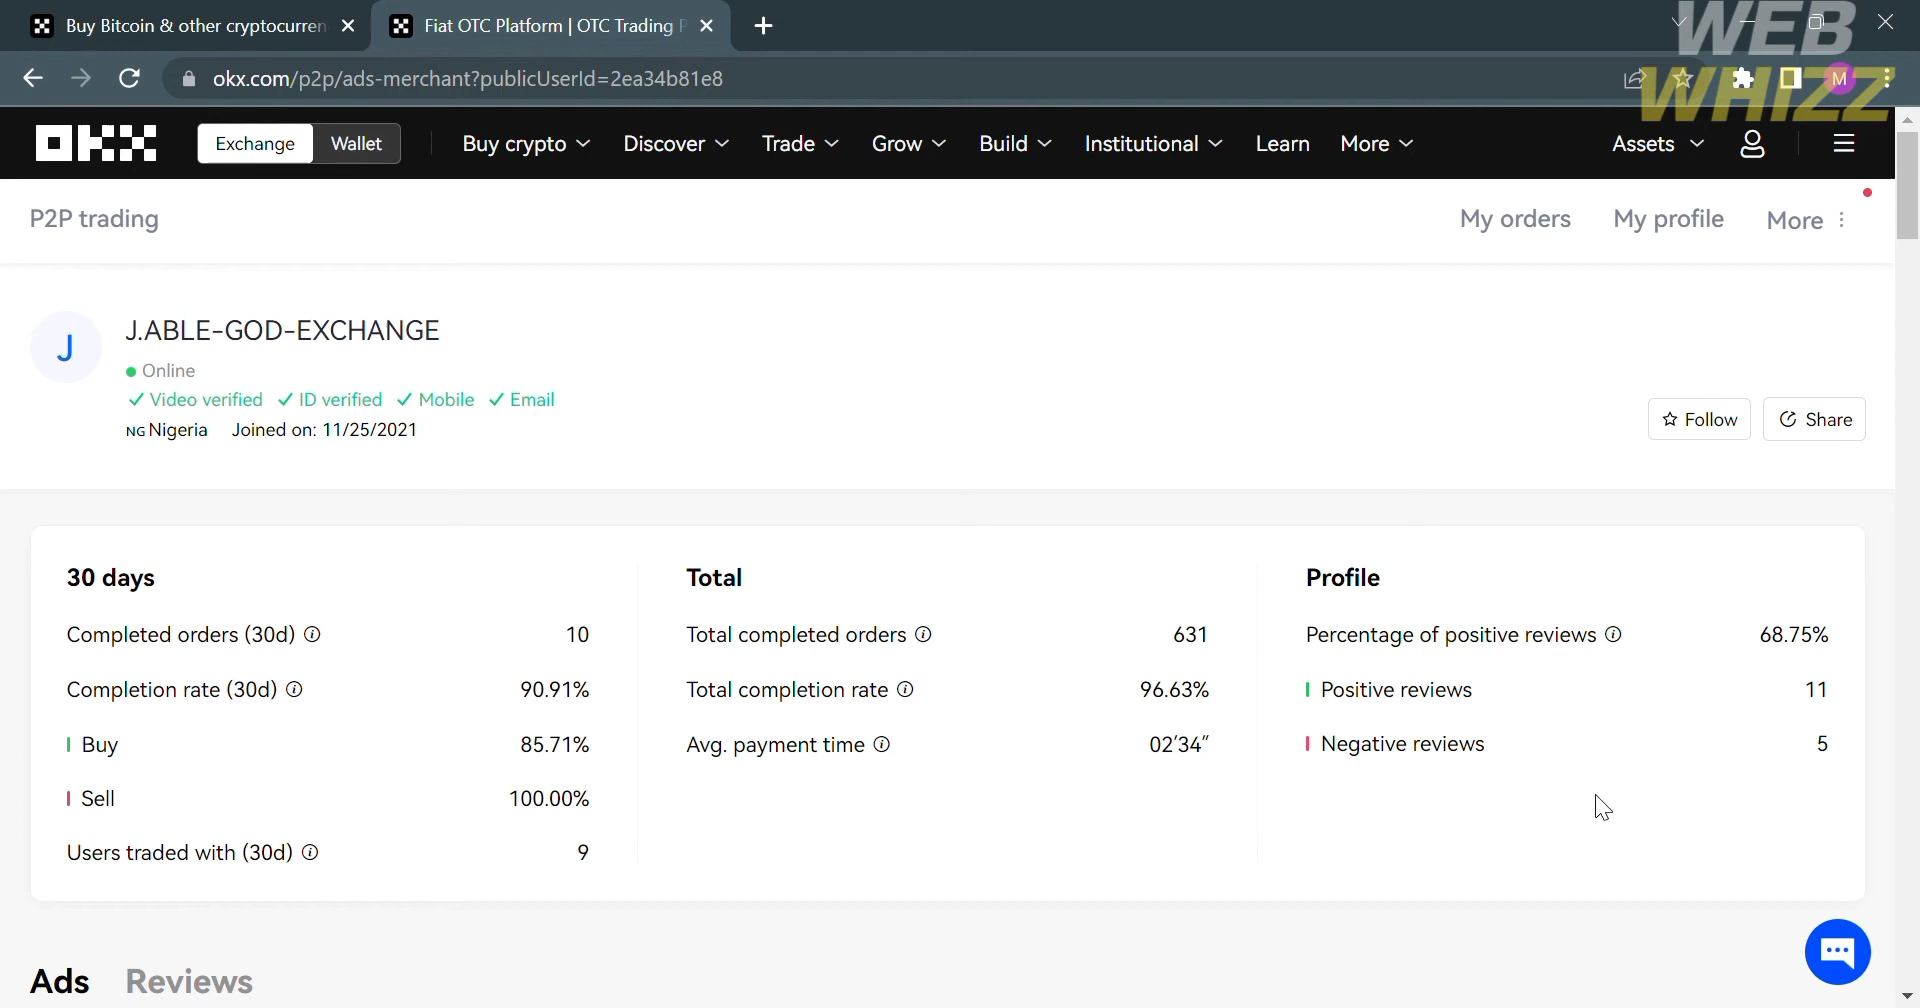 Buy Bitcoin & other cryptocurren
Fiat OTC Platform | OTC Trading P
WEB
WHIZZ
okx.com/p2p/ads-merchant?publicUserId=2ea34b81e8
M
OKX
Exchange
Wallet
Buy crypto
Discover
Trade
Grow
Build
Institutional
Learn
More
Assets
P2P trading
My orders
My profile
More
J
J.ABLE-GOD-EXCHANGE
Online
Video verified
ID verified
Mobile
Email
NG Nigeria Joined on: 11/25/2021
Follow
Share
30 days
Completed orders (30d) 10
Completion rate (30d) 90.91%
Buy 85.71%
Sell 100.00%
Users traded with (30d) 9
Total
Total completed orders 631
Total completion rate 96.63%
Avg. payment time 02'34"
Profile
Percentage of positive reviews 68.75%
Positive reviews 11
Negative reviews 5
Ads
Reviews